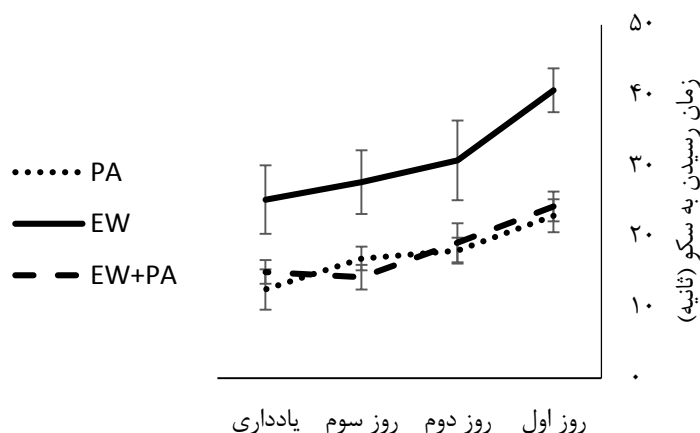 PA
EW
EW+PA
۵۰
۴۰
۳۰
۲۰
۱۰
۰
زمان رسیدن به سکو (ثانیه)
روز اول
روز دوم
روز سوم
یادداری